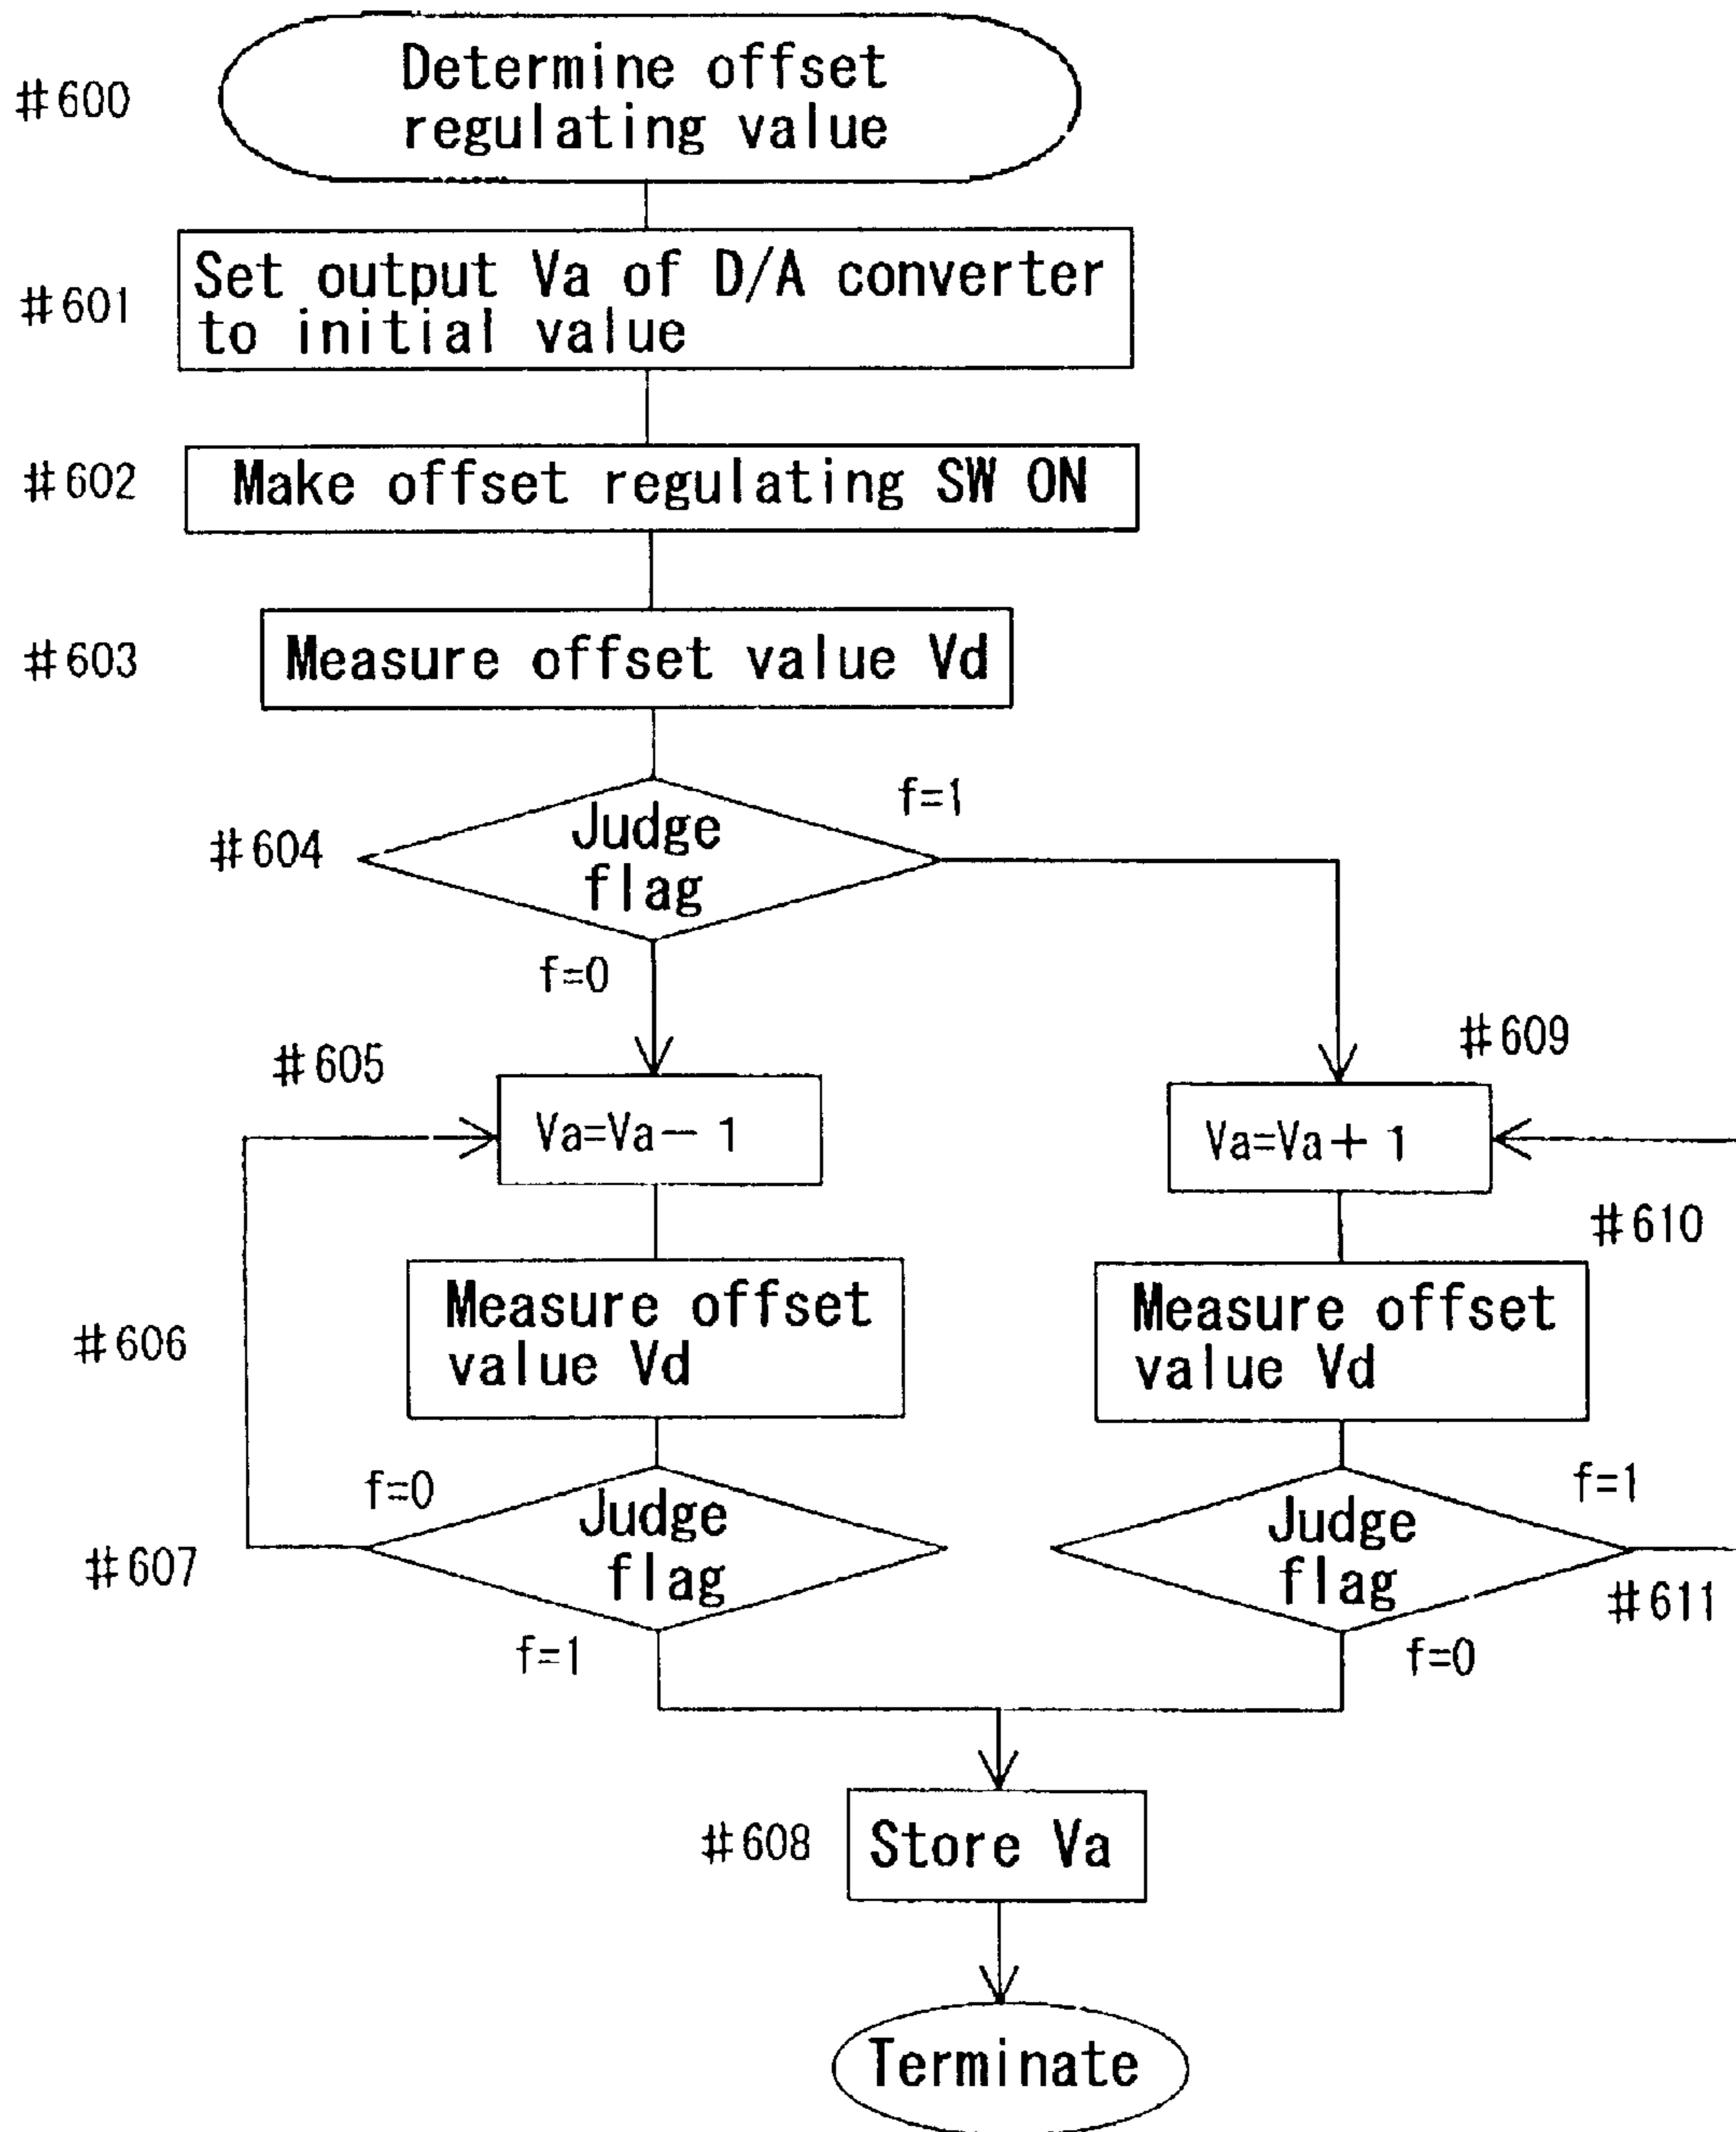 #600
Determine offset
regulating value
#601
Set output Va of D/A converter
to initial value
#602
Make offset regulating SW ON
#603
Measure offset value Vd
#604
Judge
flag
f=1
f=0
#605
Va=Va－1
#609
Va=Va＋1
#606
Measure offset
value Vd
#610
Measure offset
value Vd
#607
f=0
Judge
flag
f=1
f=1
Judge
flag
#611
f=0
#608
Store Va
Terminate